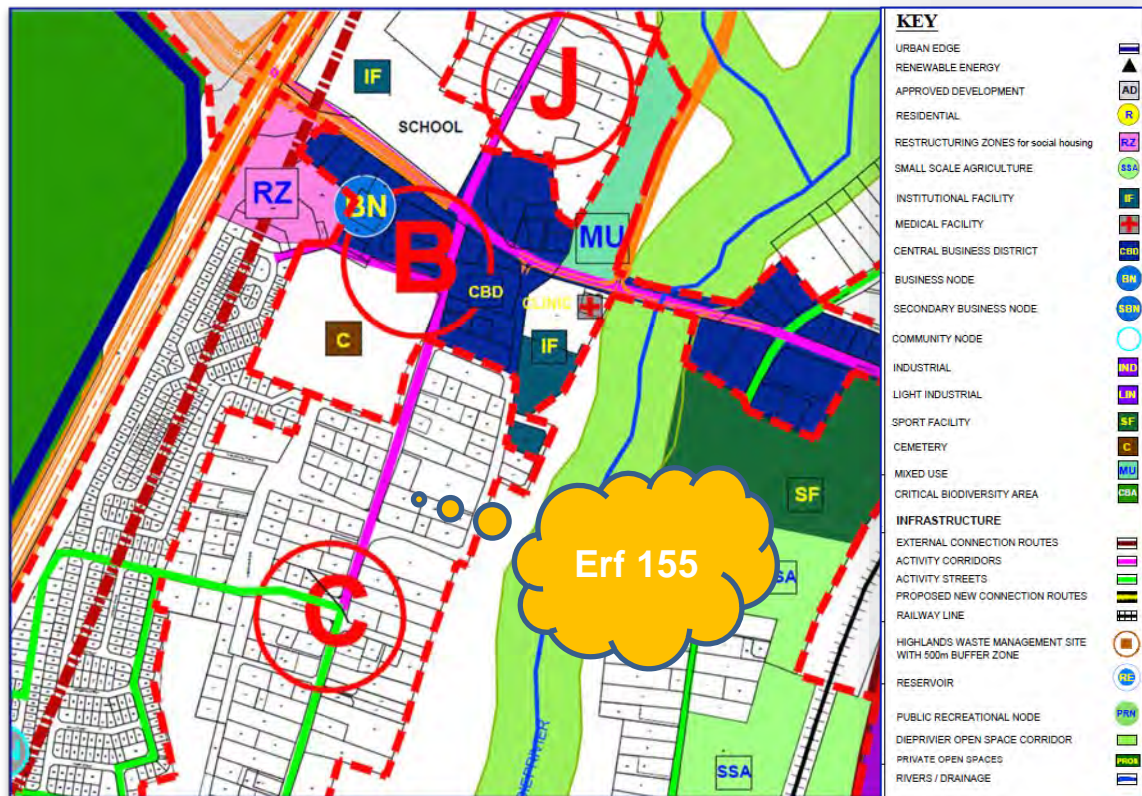 J
IF
SCHOOL
RZ
BN
B
MU
CBD
CLINIC
IF
C
SF
Erf 155
SA
C
DIEPRIVIER
SSA
KEY
URBAN EDGE
RENEWABLE ENERGY
APPROVED DEVELOPMENT AD
RESIDENTIAL R
RESTRUCTURING ZONES for social housing RZ
SMALL SCALE AGRICULTURE SSA
INSTITUTIONAL FACILITY IF
MEDICAL FACILITY
CENTRAL BUSINESS DISTRICT CBD
BUSINESS NODE BN
SECONDARY BUSINESS NODE SBN
COMMUNITY NODE
INDUSTRIAL IND
LIGHT INDUSTRIAL LIN
SPORT FACILITY SF
CEMETERY C
MIXED USE MU
CRITICAL BIODIVERSITY AREA CBA
INFRASTRUCTURE
EXTERNAL CONNECTION ROUTES
ACTIVITY CORRIDORS
ACTIVITY STREETS
PROPOSED NEW CONNECTION ROUTES
RAILWAY LINE
HIGHLANDS WASTE MANAGEMENT SITE
WITH 500m BUFFER ZONE
RESERVOIR RE
PUBLIC RECREATIONAL NODE PRN
DIEPRIVIER OPEN SPACE CORRIDOR
PRIVATE OPEN SPACES PROS
RIVERS / DRAINAGE